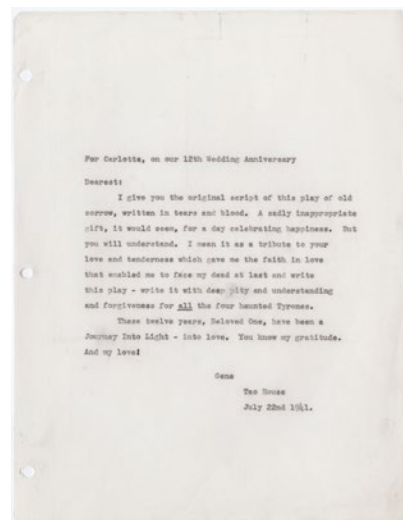 For Carlotta, on our 12th Wedding Anniversary
Dearest:
I give you the original script of this play of old
sorrow, written in tears and blood. A sadly inappropriate
gift, it would seem, for a day celebrating happiness. But
you will understand. I mean it as a tribute to your
love and tenderness which gave me the faith in love
that enabled me to face my dead at last and write
this play - write it with deep pity and understanding
and forgiveness for all the four haunted Tyrones.
These twelve years, Beloved One, have been a
Journey Into Light - into love. You know my gratitude.
And my love!
Gene
Tao House
July 22nd 1941.